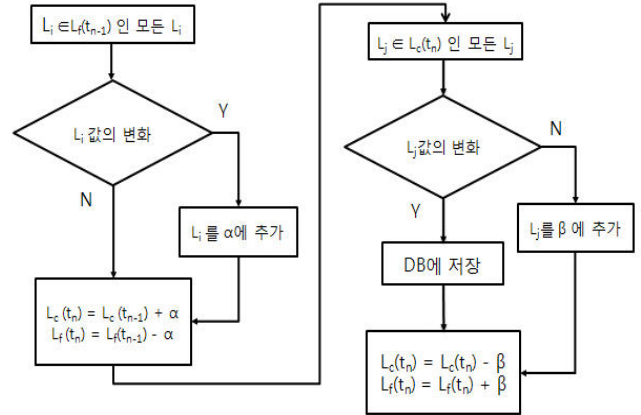 Li ∈Lf(tn-1) 인 모든 Li
Li 값의 변화
Y
N
Li 를 α에 추가
Lc (tn) = Lc (tn-1) + α
Lf (tn) = Lf(tn-1) - α
Lj ∈ Lc(tn) 인 모든 Lj
Lj값의 변화
N
Y
Lj를 β 에 추가
DB에 저장
Lc(tn) = Lc(tn) - β
Lf(tn) = Lf(tn) + β